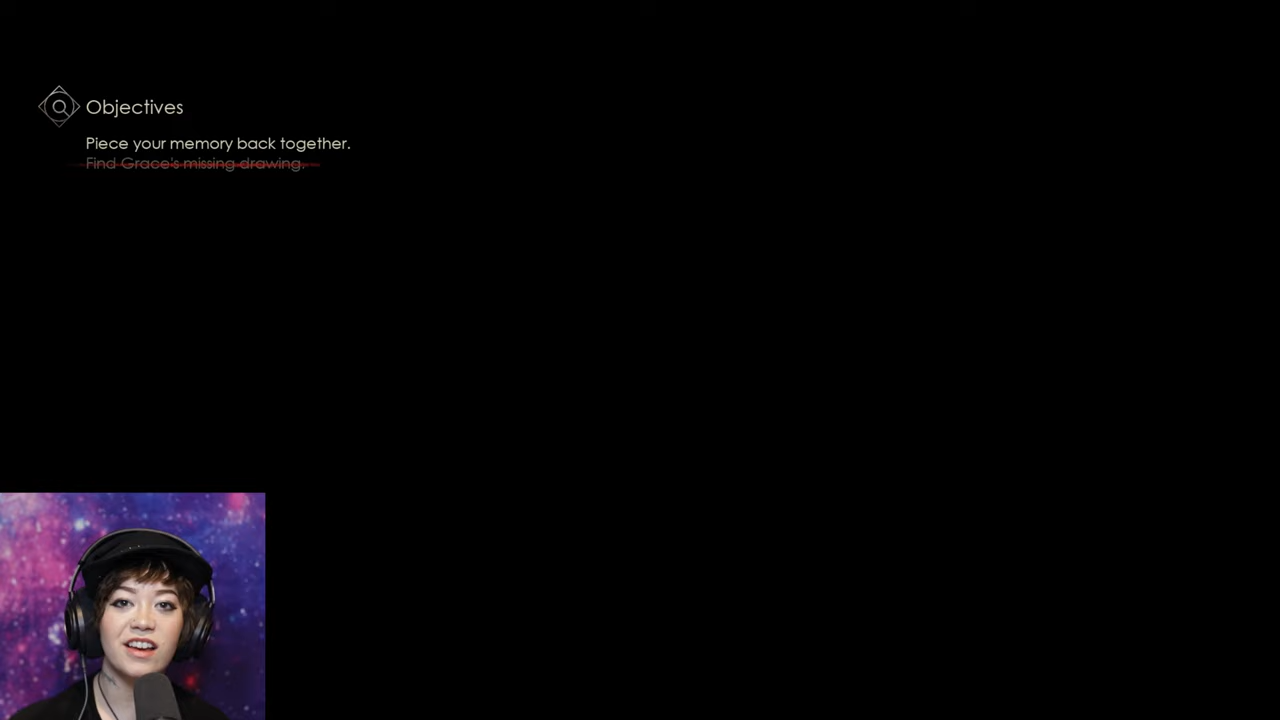 Objectives
Piece your memory back together.
Find Grace's missing drawing.